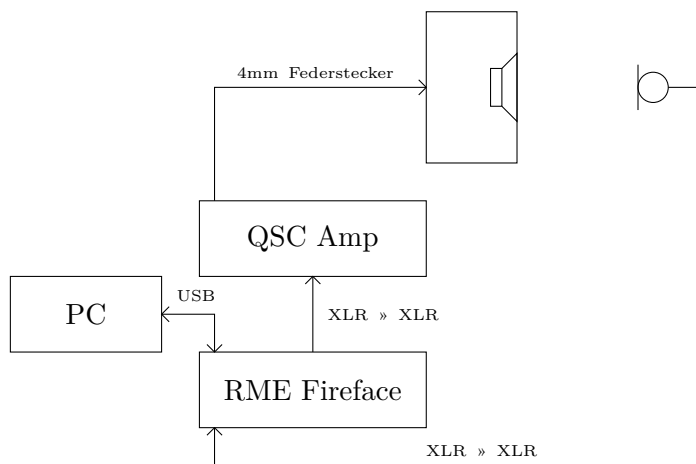 4mm Federstecker
QSC Amp
USB
PC
XLR » XLR
RME Fireface
XLR » XLR